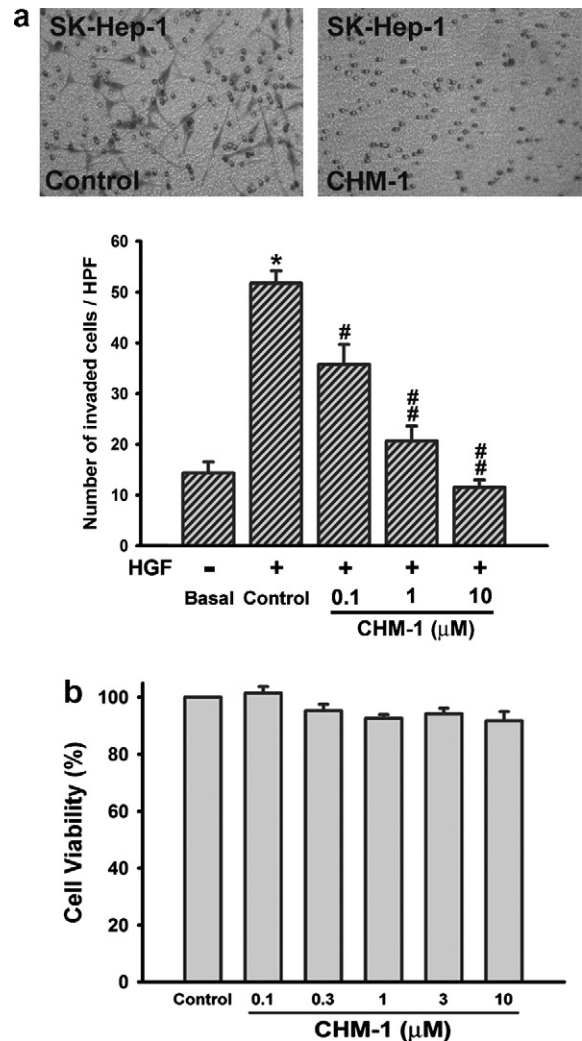 a
SK-Hep-1 SK-Hep-1
Control CHM-1
Number of invaded cells / HPF
60
50
40
30
20
10
0
*
#
##
##
HGF - + + + +
Basal Control 0.1 1 10
CHM-1 (μM)
b
Cell Viability (%)
100
80
60
40
20
0
Control 0.1 0.3 1 3 10
CHM-1 (μM)